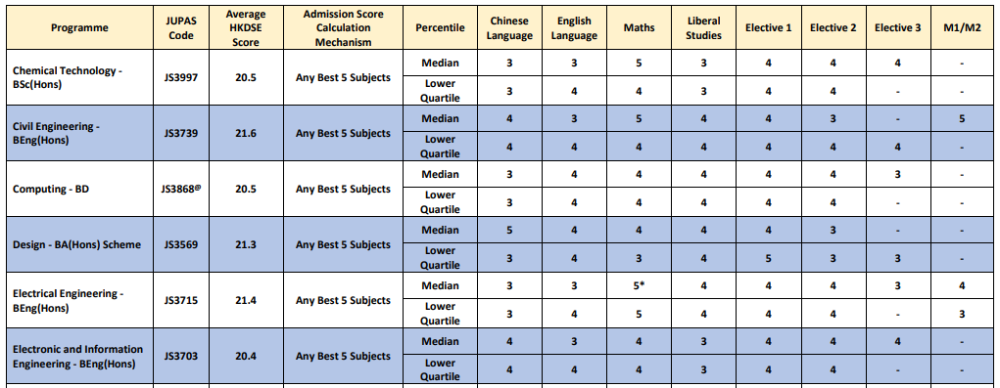 Programme | JUPAS Code | Average HKDSE Score | Admission Score Calculation Mechanism | Percentile | Chinese Language | English Language | Maths | Liberal Studies | Elective 1 | Elective 2 | Elective 3 | M1/M2
Chemical Technology - BSc(Hons) | JS3997 | 20.5 | Any Best 5 Subjects | Median | 3 | 3 | 5 | 3 | 4 | 4 | 4 | -
Lower Quartile | 3 | 4 | 4 | 3 | 4 | 4 | - | -
Civil Engineering - BEng(Hons) | JS3739 | 21.6 | Any Best 5 Subjects | Median | 4 | 3 | 5 | 4 | 4 | 3 | - | 5
Lower Quartile | 4 | 4 | 4 | 4 | 4 | 4 | 4 | -
Computing - BD | JS3868@ | 20.5 | Any Best 5 Subjects | Median | 3 | 4 | 4 | 4 | 4 | 4 | 3 | -
Lower Quartile | 3 | 4 | 4 | 4 | 4 | 4 | - | -
Design - BA(Hons) Scheme | JS3569 | 21.3 | Any Best 5 Subjects | Median | 5 | 4 | 4 | 4 | 4 | 3 | - | -
Lower Quartile | 3 | 4 | 3 | 4 | 5 | 3 | 3 | -
Electrical Engineering - BEng(Hons) | JS3715 | 21.4 | Any Best 5 Subjects | Median | 3 | 3 | 5* | 4 | 4 | 4 | 3 | 4
Lower Quartile | 3 | 4 | 5 | 4 | 4 | 4 | - | 3
Electronic and Information Engineering - BEng(Hons) | JS3703 | 20.4 | Any Best 5 Subjects | Median | 4 | 3 | 4 | 3 | 4 | 4 | 4 | -
Lower Quartile | 4 | 4 | 4 | 3 | 4 | 4 | - | -